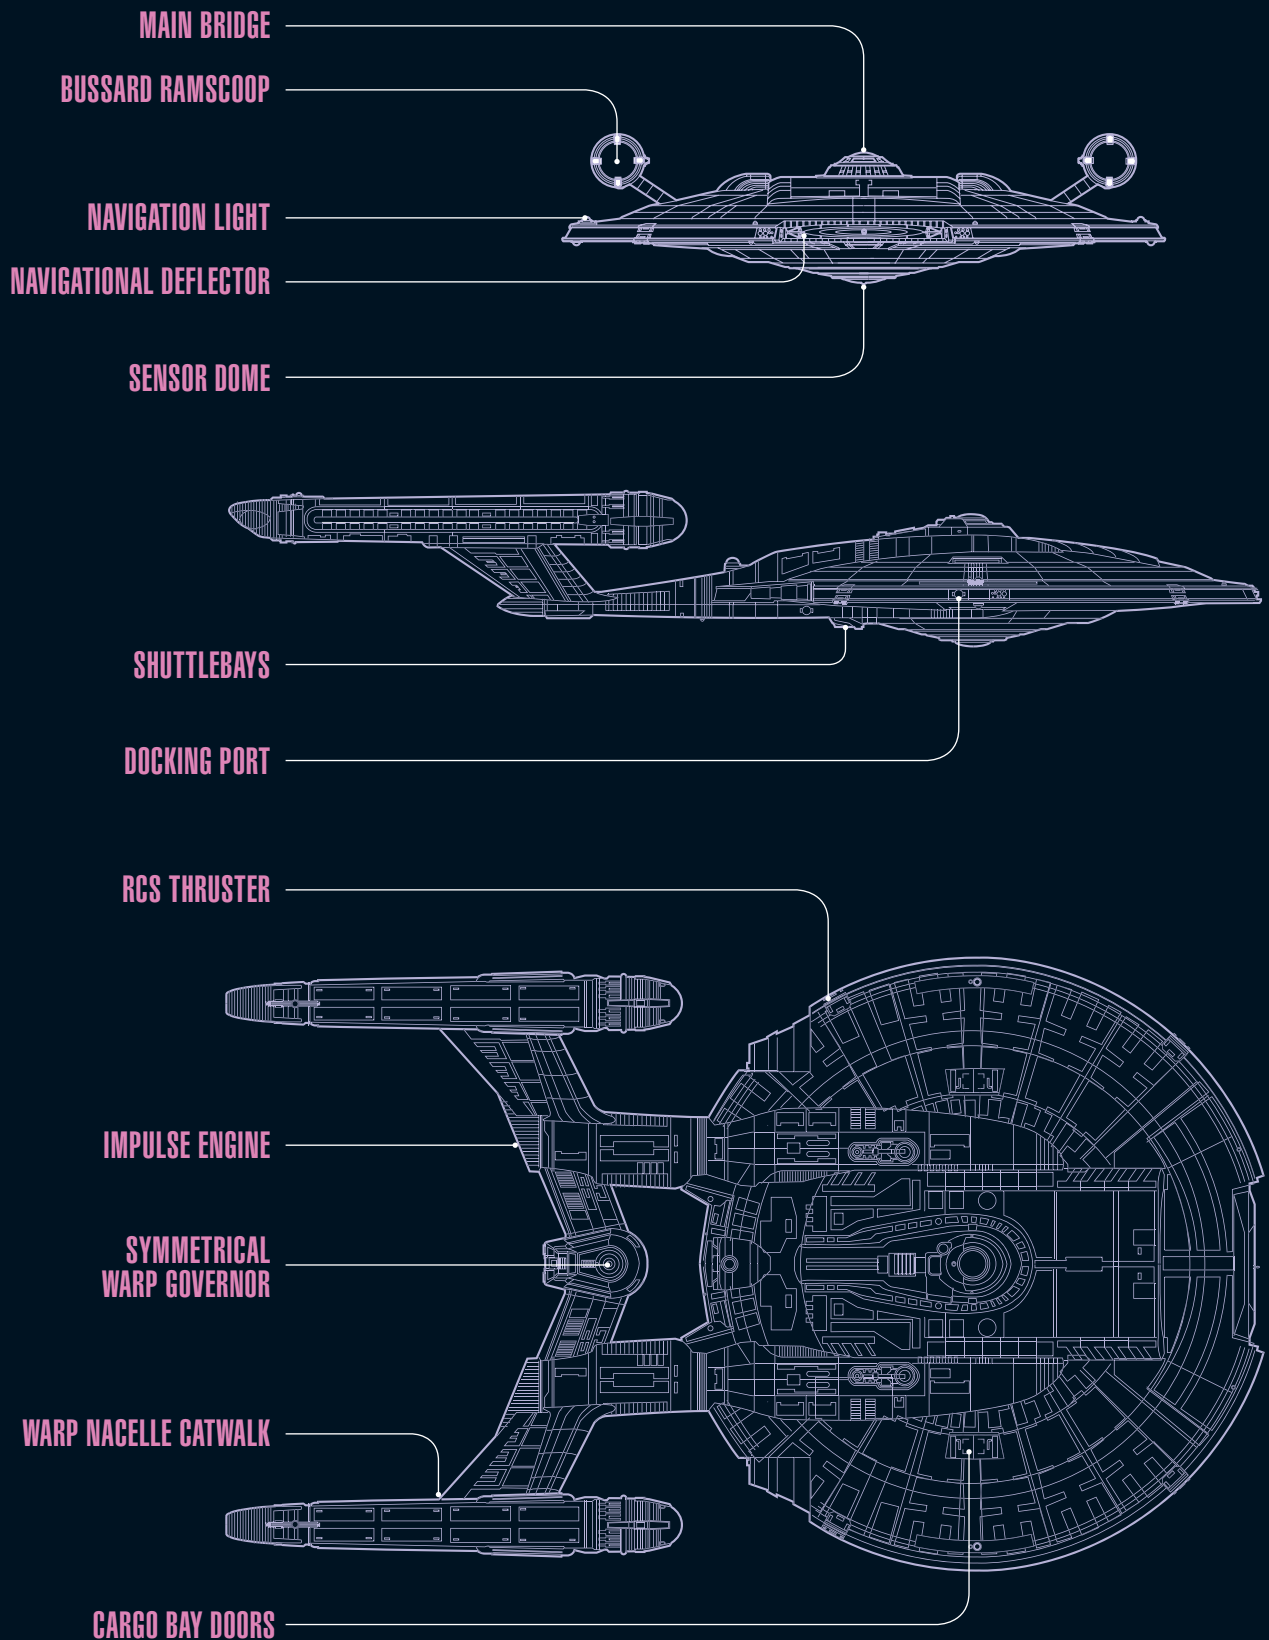 MAIN BRIDGE
BUSSARD RAMSCOOP
NAVIGATION LIGHT
NAVIGATIONAL DEFLECTOR
SENSOR DOME
SHUTTLEBAYS
DOCKING PORT
RCS THRUSTER
IMPULSE ENGINE
SYMMETRICAL
WARP GOVERNOR
WARP NACELLE CATWALK
CARGO BAY DOORS